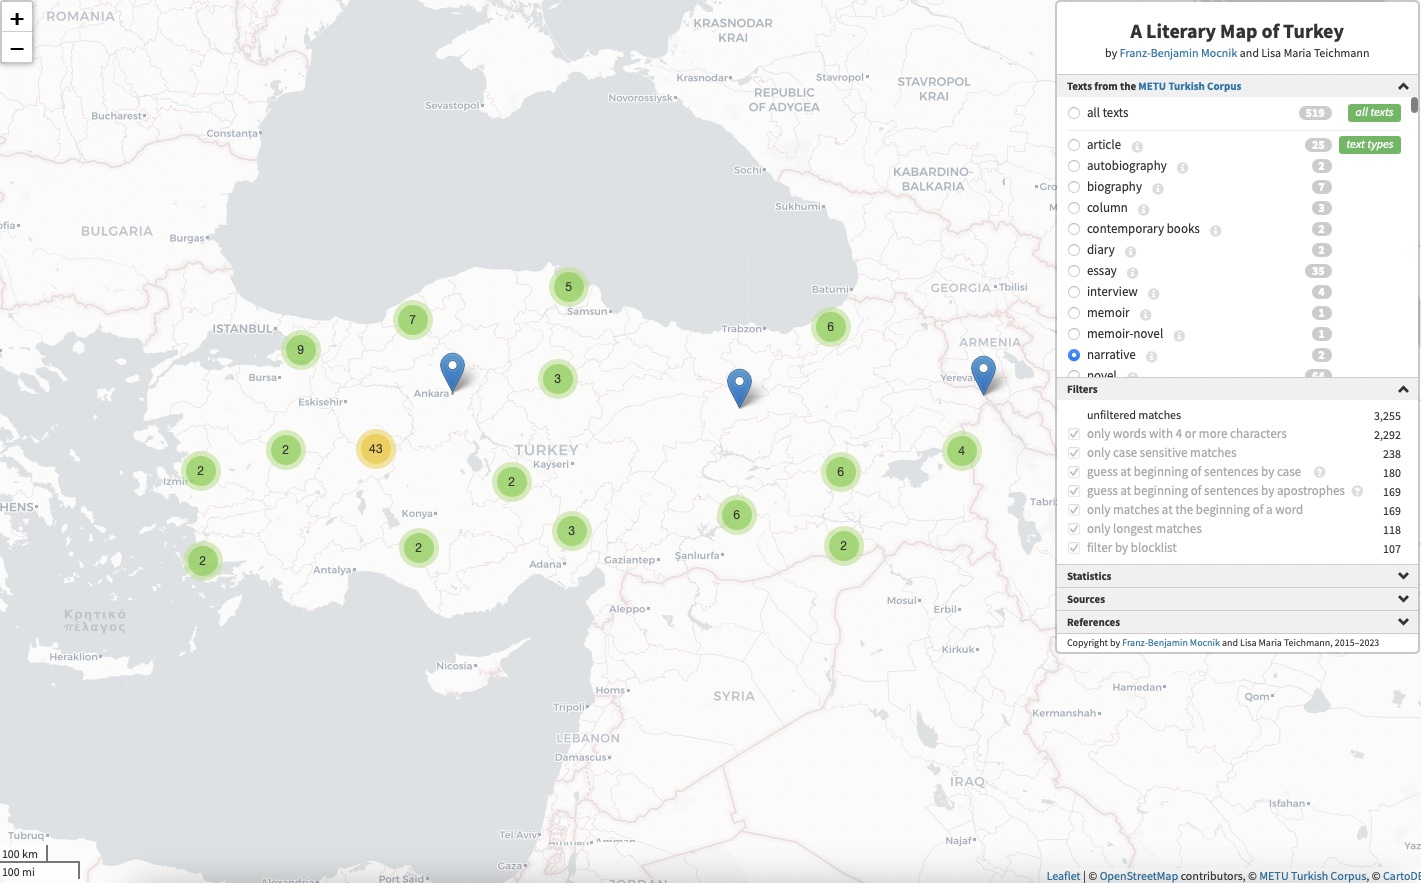 +
−
A Literary Map of Turkey
by Franz-Benjamin Mocnik and Lisa Maria Teichmann
Texts from the METU Turkish Corpus
all texts 519 all texts
article 25 text types
autobiography 2
biography 7
column 3
contemporary books 2
diary 2
essay 35
interview 4
memoir 1
memoir-novel 1
narrative 2
novel 64
Filters
unfiltered matches 3,255
only words with 4 or more characters 2,292
only case sensitive matches 238
guess at beginning of sentences by case ? 180
guess at beginning of sentences by apostrophes ? 169
only matches at the beginning of a word 169
only longest matches 118
filter by blocklist 107
Statistics
Sources
References
Copyright by Franz-Benjamin Mocnik and Lisa Maria Teichmann, 2015–2023
ROMANIA
KRASNODAR
KRAI
Krasnodar
Stavropol
STAVROPOL
KRAI
REPUBLIC
OF ADYGEA
Novorossiysk
Sevastopol
Bucharest
Constanța
Sochi
KABARDINO-
BALKARIA
Sukhumi
BULGARIA
Burgas
Batumi
GEORGIA
Tbilisi
5
Samsun
7
ISTANBUL
Trabzon
6
ARMENIA
9
Bursa
Ankara
3
Yereva
Eskisehir
2
43
TURKEY
Kayseri
2
Izmir
2
6
4
Konya
6
3
2
2
2
Antalya
Adana
Gaziantep
Şanlıurfa
Tabriz
HENS
Κρητικό
πέλαγος
Aleppo
Mosul
Erbil
Heraklion
Nicosia
Kirkuk
Homs
SYRIA
Hamedan
Qom
Tripoli
Kermanshah
LEBANON
Damascus
IRAQ
Isfahan
Tubruq
Tel Aviv
Amman
Najaf
Yaz
Gaza
Port Said
Alexandria
JORDAN
100 km
100 mi
Leaflet | © OpenStreetMap contributors, © METU Turkish Corpus, © CartoDE